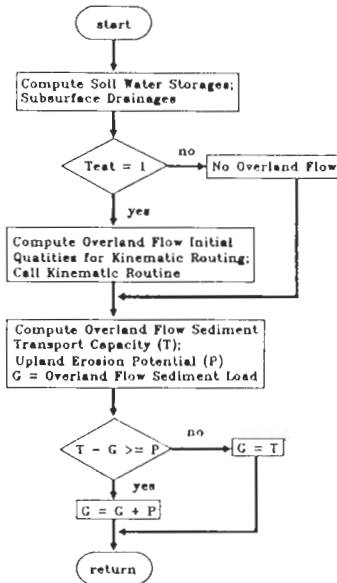 start
Compute Soil Water Storages;
Subsurface Drainages
Teat = 1
no
No Overland Flow
yes
Compute Overland Flow Initial
Quatities for Kinematic Routing;
Call Kinematic Routine
Compute Overland Flow Sediment
Transport Capacity (T);
Upland Erosion Potential (P)
G = Overland Flow Sediment Load
T - G >= P
no
G = T
yes
G = G + P
return